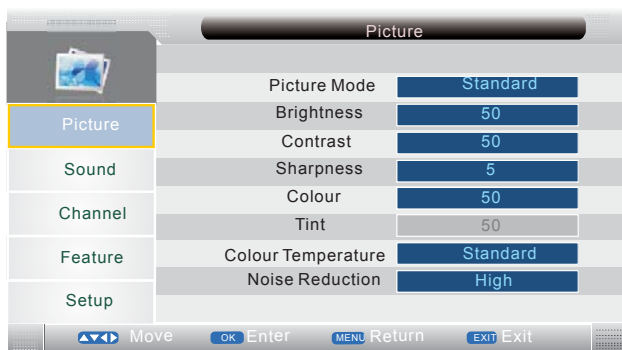 Picture
Picture
Sound
Channel
Feature
Setup
Picture Mode Standard
Brightness 50
Contrast 50
Sharpness 5
Colour 50
Tint 50
Colour Temperature Standard
Noise Reduction High
Move OK Enter MENU Return EXIT Exit